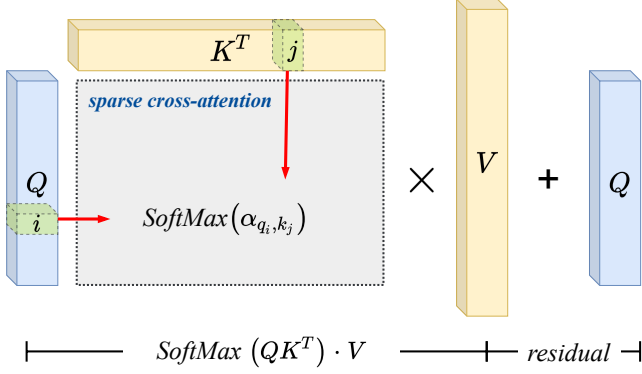 K^T j
sparse cross-attention
Q
i
SoftMax(α_{q_i,k_j})
×
V
+
Q
SoftMax (QK^T) · V
residual